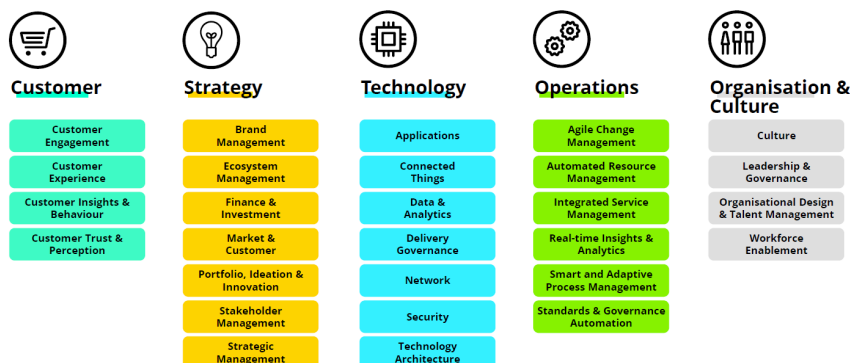 Customer
Customer
Engagement
Customer
Experience
Customer Insights &
Behaviour
Customer Trust &
Perception
Strategy
Brand
Management
Ecosystem
Management
Finance &
Investment
Market &
Customer
Portfolio, Ideation &
Innovation
Stakeholder
Management
Strategic
Management
Technology
Applications
Connected
Things
Data &
Analytics
Delivery
Governance
Network
Security
Technology
Architecture
Operations
Agile Change
Management
Automated Resource
Management
Integrated Service
Management
Real-time Insights &
Analytics
Smart and Adaptive
Process Management
Standards & Governance
Automation
Organisation &
Culture
Culture
Leadership &
Governance
Organisational Design
& Talent Management
Workforce
Enablement